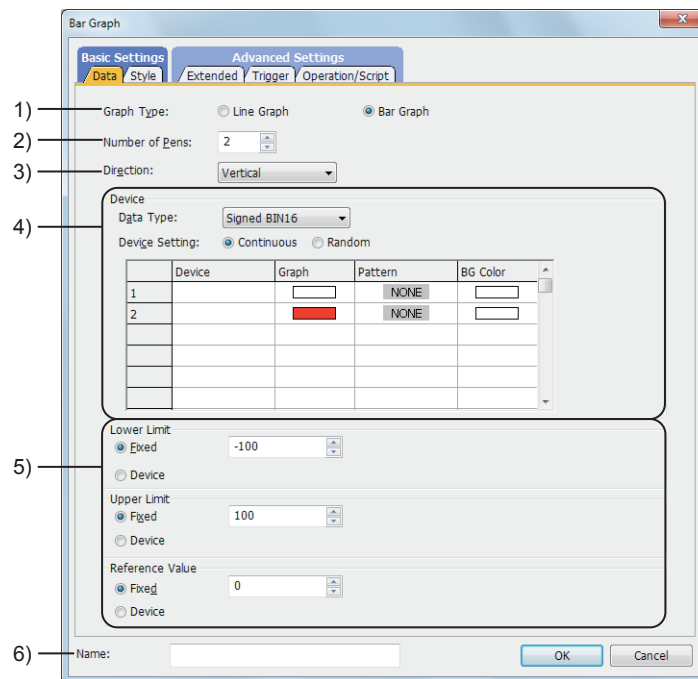 Bar Graph
Basic Settings Advanced Settings
Data Style Extended Trigger Operation/Script
1) Graph Type: Line Graph Bar Graph
2) Number of Pens: 2
3) Direction: Vertical
Device
4) Data Type: Signed BIN16
Device Setting: Continuous Random
Device Graph Pattern BG Color
1 NONE
2 NONE
Lower Limit
Fixed -100
5)
Device
Upper Limit
Fixed 100
Device
Reference Value
Fixed 0
Device
6) Name: OK Cancel